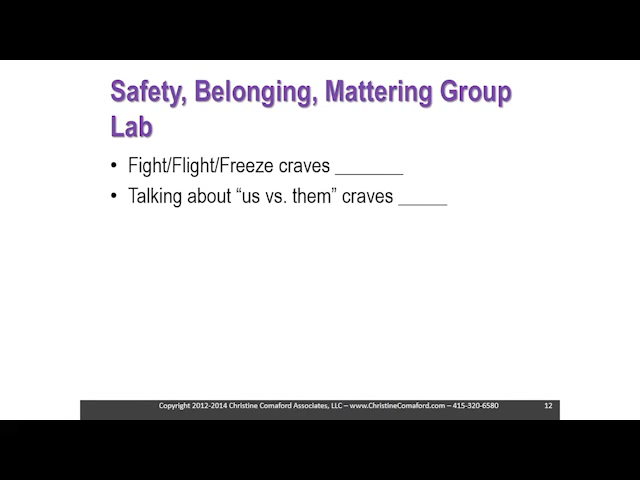 Safety, Belonging, Mattering Group
Lab
• Fight/Flight/Freeze craves _______
• Talking about “us vs. them” craves _____
Copyright 2012-2014 Christine Comaford Associates, LLC – www.ChristineComaford.com – 415-320-6580 12